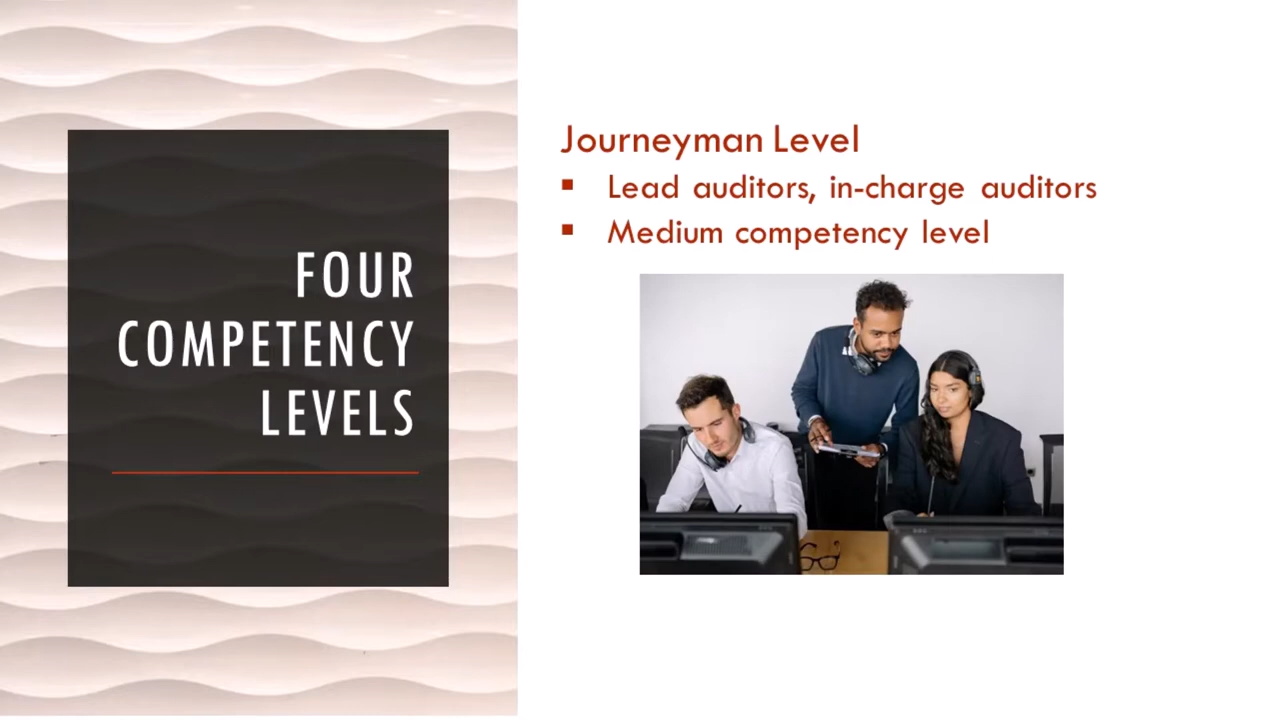 FOUR
COMPETENCY
LEVELS
Journeyman Level
▪ Lead auditors, in-charge auditors
▪ Medium competency level